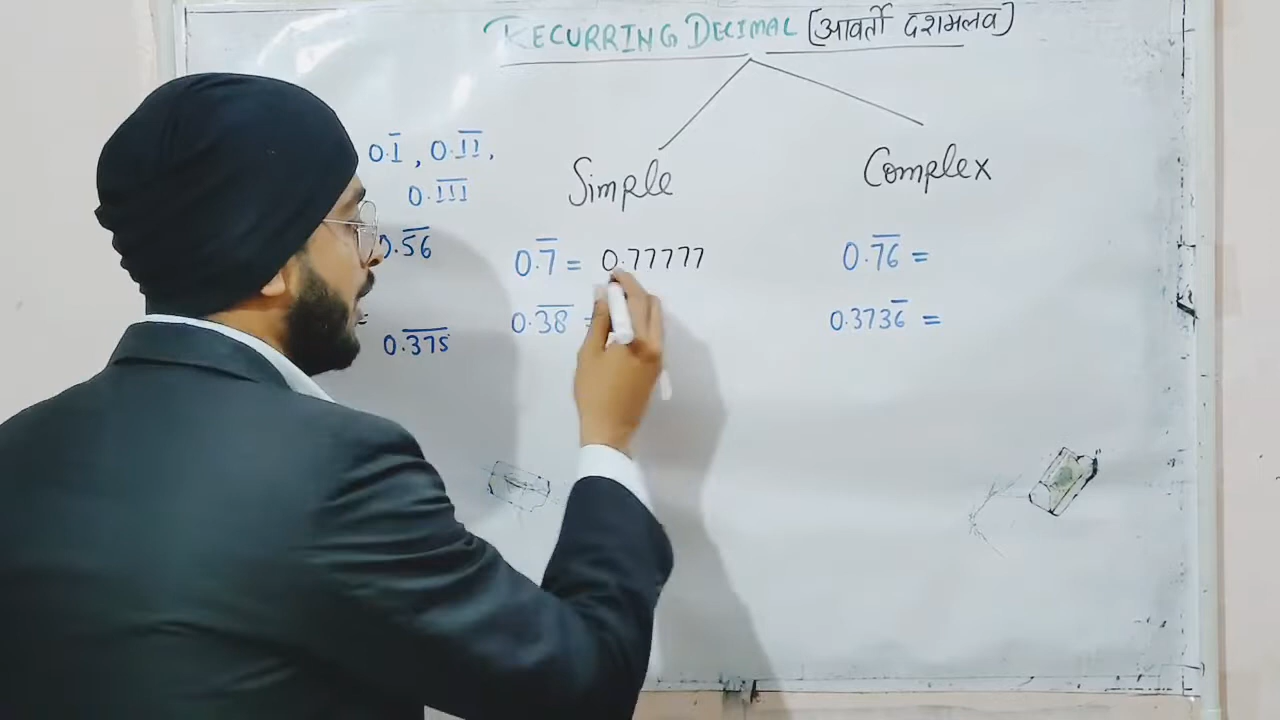 RECURRING DECIMAL [आवर्ती दशमलव]
0.1̅, 0.1̅1̅,
0.1̅1̅1̅
0.5̅6̅
0.3̅7̅5̅
Simple
0.7̅ = 0.77777
0.3̅8̅ =
Complex
0.7̅6̅ =
0.3736̅ =